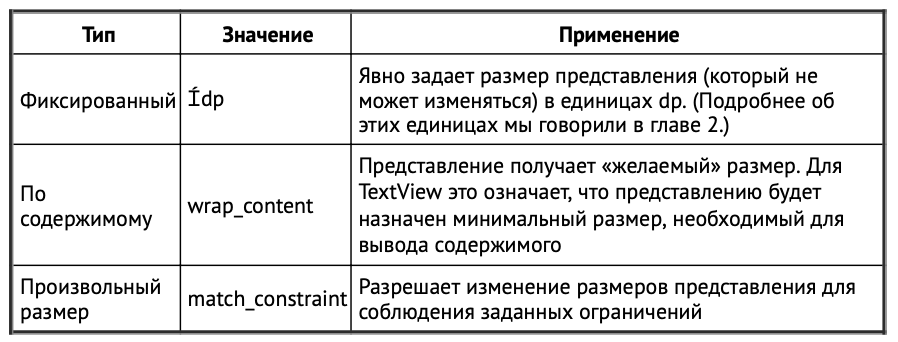 Тип Значение Применение
Явно задает размер представления (который не
Фиксированный Ídp может изменяться) в единицах dp. (Подробнее об
этих единицах мы говорили в главе 2.)
Представление получает «желаемый» размер. Для
По TextView это означает, что представлению будет
содержимому wrap_content назначен минимальный размер, необходимый для
вывода содержимого
Произвольный Разрешает изменение размеров представления для
размер match_constraint соблюдения заданных ограничений